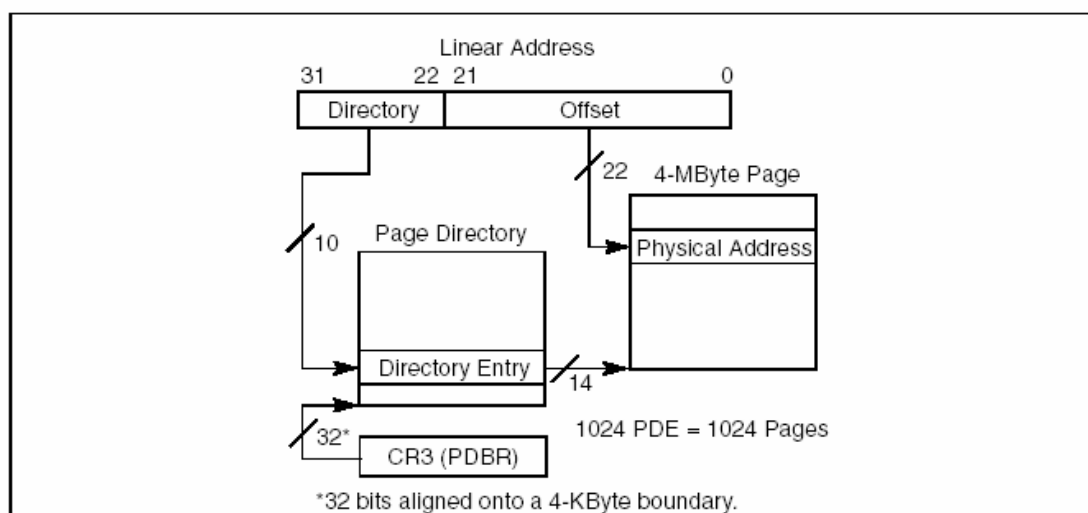 Linear Address
31 22 21 0
Directory Offset
22
4-MByte Page
10
Page Directory
Physical Address
Directory Entry
14
32*
1024 PDE = 1024 Pages
CR3 (PDBR)
*32 bits aligned onto a 4-KByte boundary.